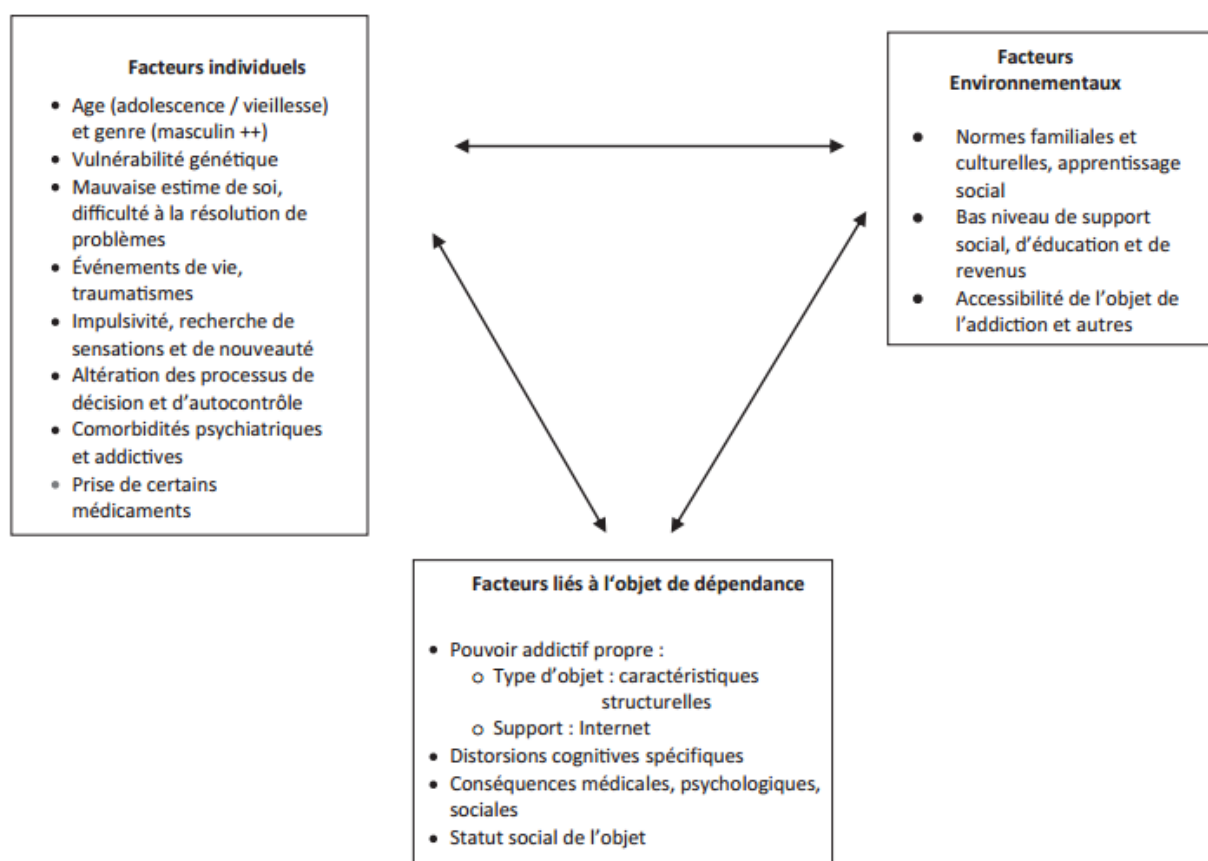 Facteurs individuels
• Age (adolescence / vieillesse)
et genre (masculin ++)
• Vulnérabilité génétique
• Mauvaise estime de soi,
difficulté à la résolution de
problèmes
• Événements de vie,
traumatismes
• Impulsivité, recherche de
sensations et de nouveauté
• Altération des processus de
décision et d’autocontrôle
• Comorbidités psychiatriques
et addictives
• Prise de certains
médicaments
Facteurs
Environnementaux
• Normes familiales et
culturelles, apprentissage
social
• Bas niveau de support
social, d’éducation et de
revenus
• Accessibilité de l’objet de
l’addiction et autres
Facteurs liés à l‘objet de dépendance
• Pouvoir addictif propre :
o Type d’objet : caractéristiques
structurelles
o Support : Internet
• Distorsions cognitives spécifiques
• Conséquences médicales, psychologiques,
sociales
• Statut social de l’objet